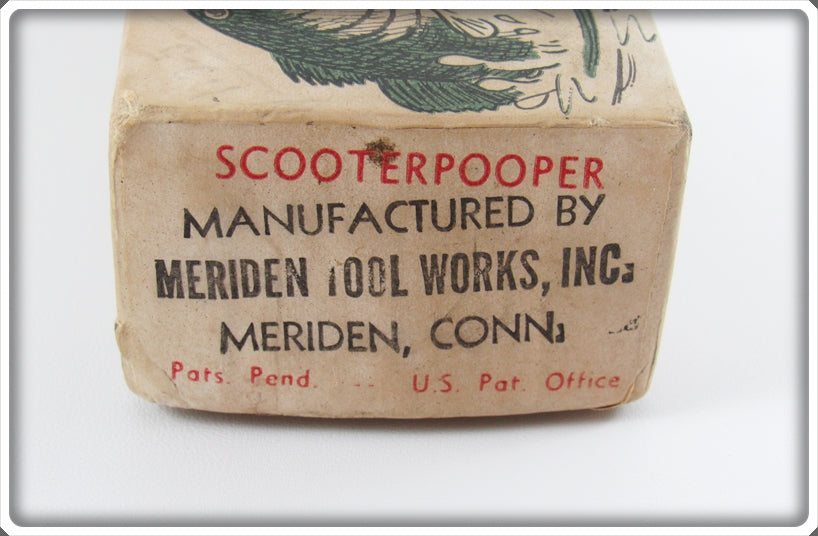 SCOOTERPOOPER
MANUFACTURED BY
MERIDEN TOOL WORKS, INC.
MERIDEN, CONN.
Pats. Pend. -- U.S. Pat. Office